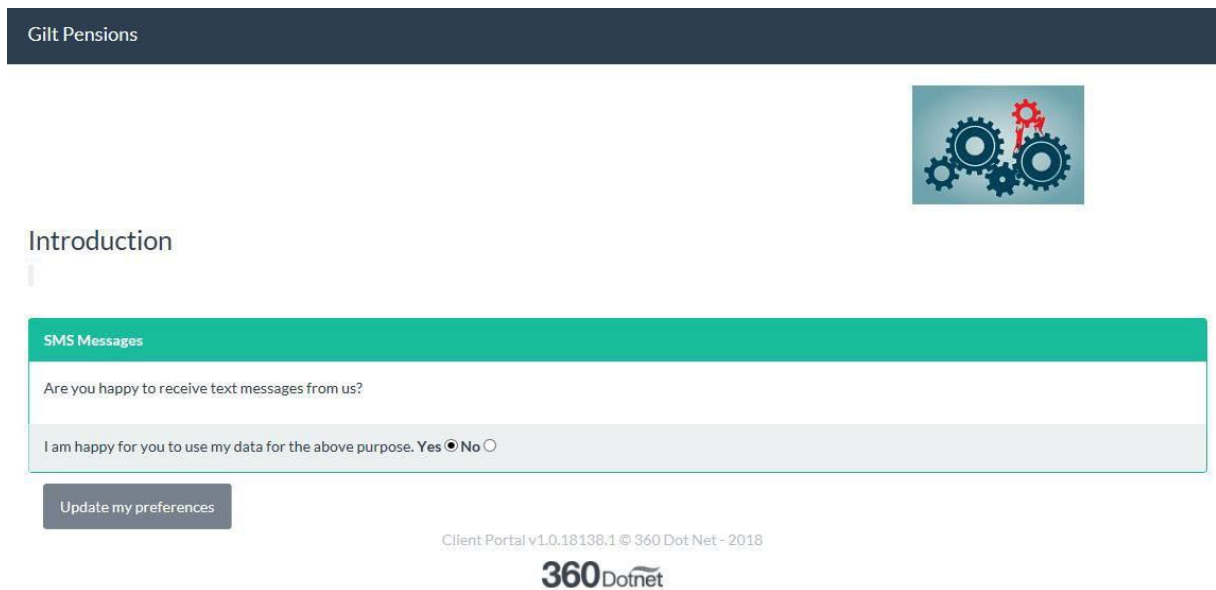 Gilt Pensions
Introduction
SMS Messages
Are you happy to receive text messages from us?
I am happy for you to use my data for the above purpose. Yes No
Update my preferences
Client Portal v1.0.18138.1 © 360 Dot Net - 2018
360 Dotnet